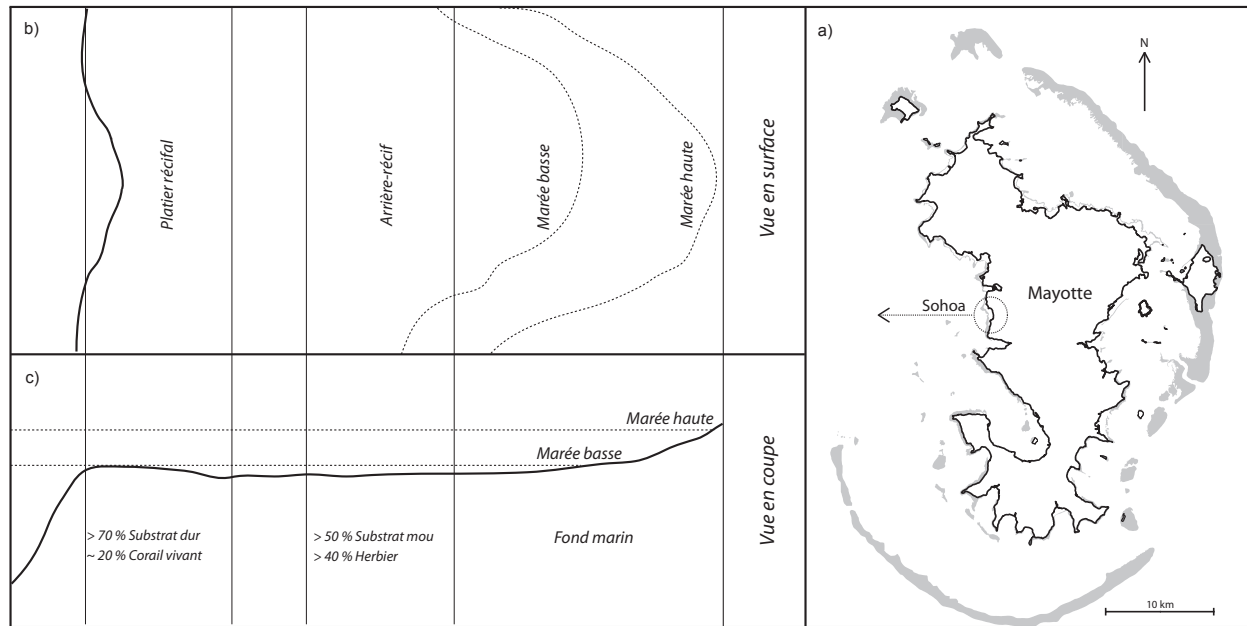 b)
Platier récifal
Arrière-récif
Marée basse
Marée haute
Vue en surface
c)
Marée haute
Marée basse
> 70 % Substrat dur
~ 20 % Corail vivant
> 50 % Substrat mou
> 40 % Herbier
Fond marin
Vue en coupe
a)
N
Mayotte
Sohoa
10 km